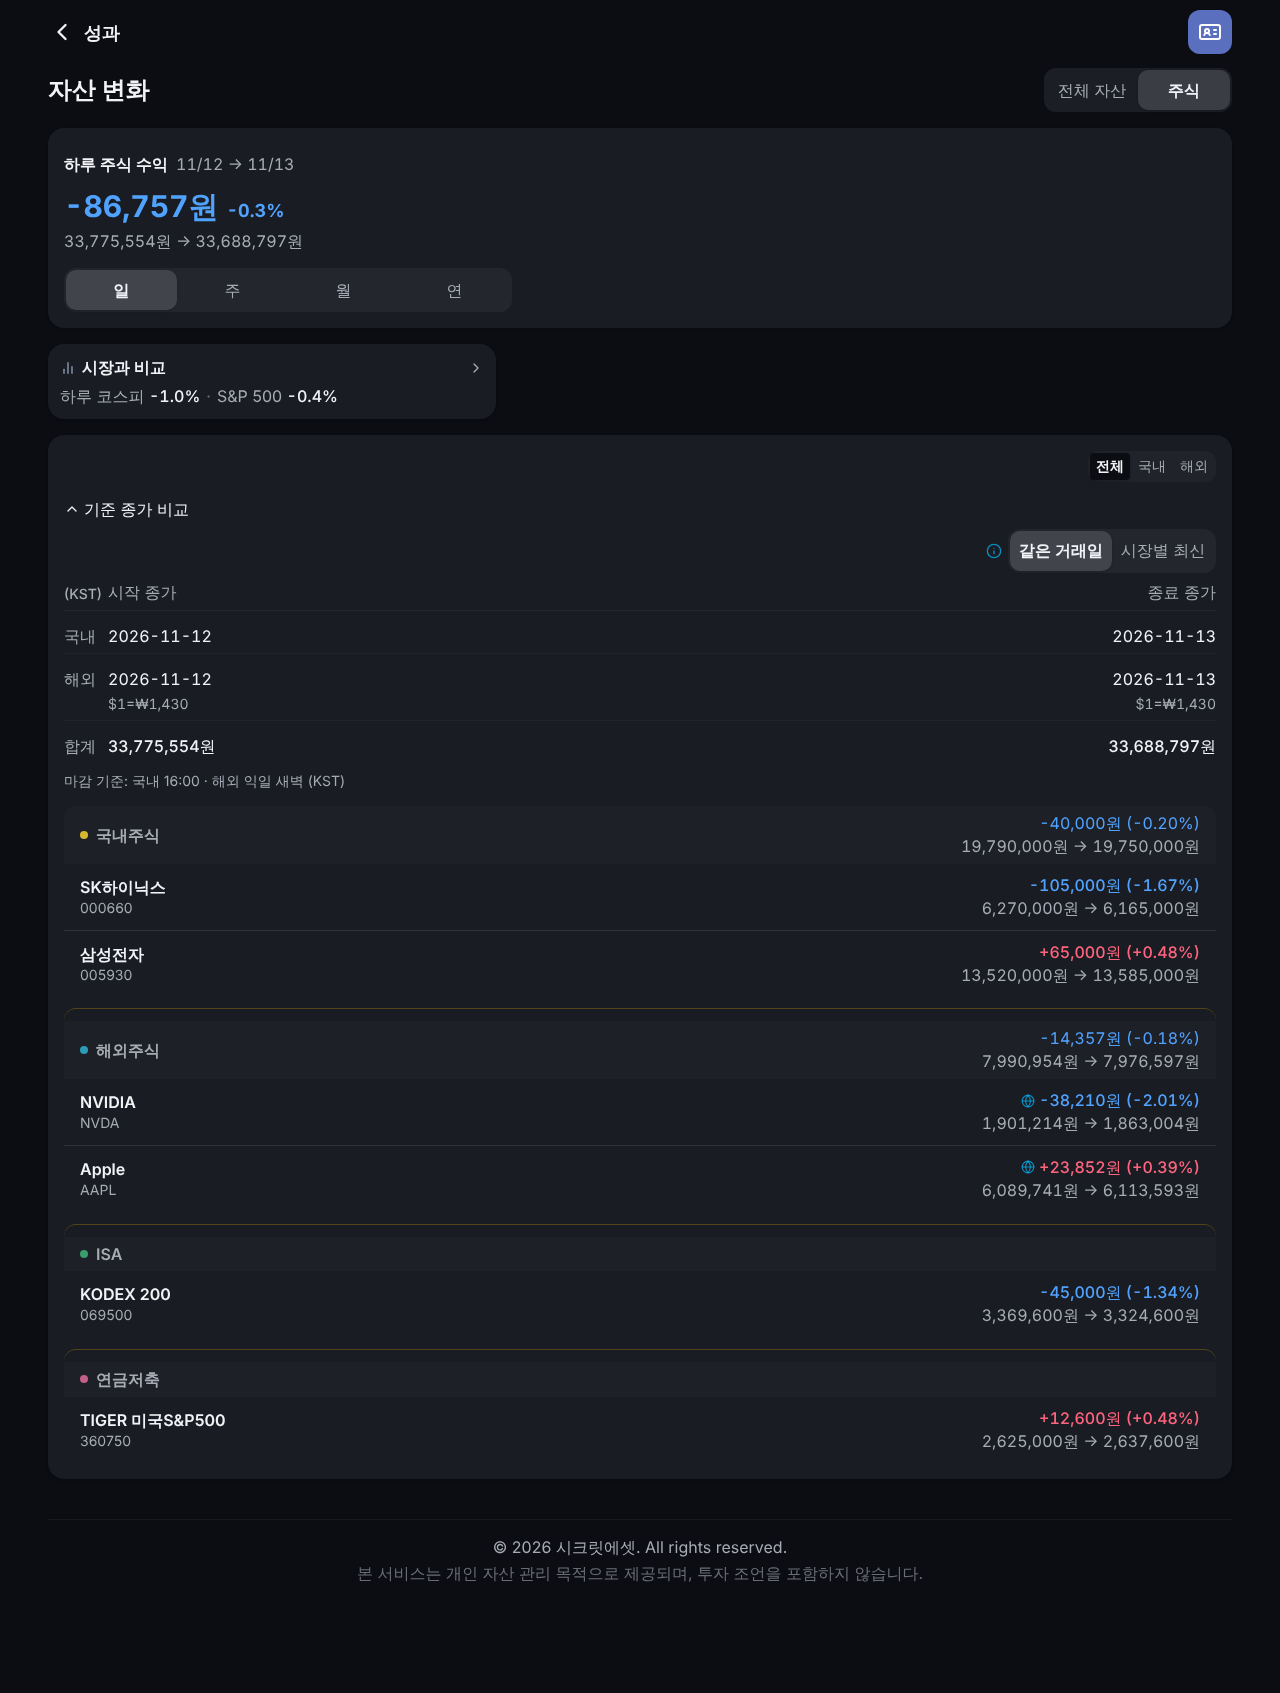 성과
자산 변화
전체 자산 주식
하루 주식 수익 11/12 → 11/13
-86,757원 -0.3%
33,775,554원 → 33,688,797원
일 주 월 연
시장과 비교
하루 코스피 -1.0% · S&P 500 -0.4%
전체 국내 해외
기준 종가 비교
같은 거래일 시장별 최신
(KST) 시작 종가 종료 종가
국내 2026-11-12 2026-11-13
해외 2026-11-12 2026-11-13
$1=₩1,430 $1=₩1,430
합계 33,775,554원 33,688,797원
마감 기준: 국내 16:00 · 해외 익일 새벽 (KST)
국내주식 -40,000원 (-0.20%)
19,790,000원 → 19,750,000원
SK하이닉스 -105,000원 (-1.67%)
000660 6,270,000원 → 6,165,000원
삼성전자 +65,000원 (+0.48%)
005930 13,520,000원 → 13,585,000원
해외주식 -14,357원 (-0.18%)
7,990,954원 → 7,976,597원
NVIDIA -38,210원 (-2.01%)
NVDA 1,901,214원 → 1,863,004원
Apple +23,852원 (+0.39%)
AAPL 6,089,741원 → 6,113,593원
ISA
KODEX 200 -45,000원 (-1.34%)
069500 3,369,600원 → 3,324,600원
연금저축
TIGER 미국S&P500 +12,600원 (+0.48%)
360750 2,625,000원 → 2,637,600원
© 2026 시크릿에셋. All rights reserved.
본 서비스는 개인 자산 관리 목적으로 제공되며, 투자 조언을 포함하지 않습니다.